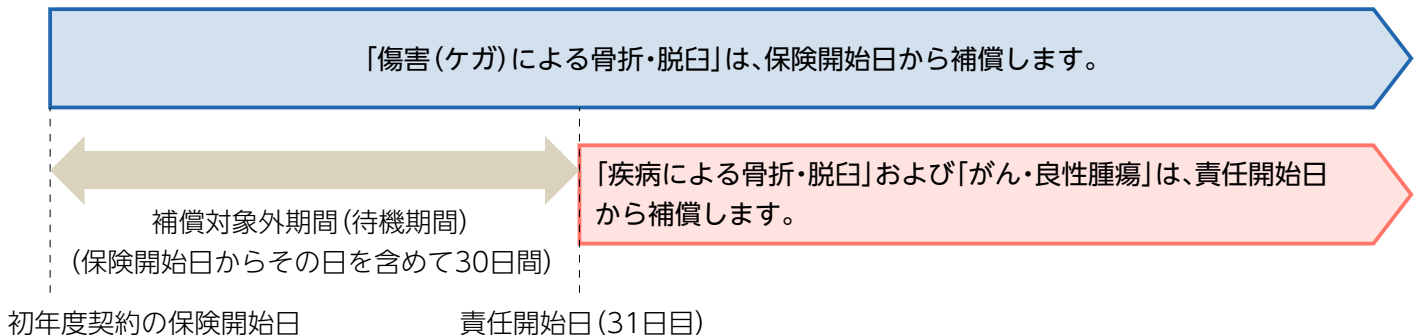 「傷害（ケガ）による骨折・脱臼」は、保険開始日から補償します。
「疾病による骨折・脱臼」および「がん・良性腫瘍」は、責任開始日
から補償します。
補償対象外期間（待機期間）
（保険開始日からその日を含めて30日間）
初年度契約の保険開始日
責任開始日（31日目）